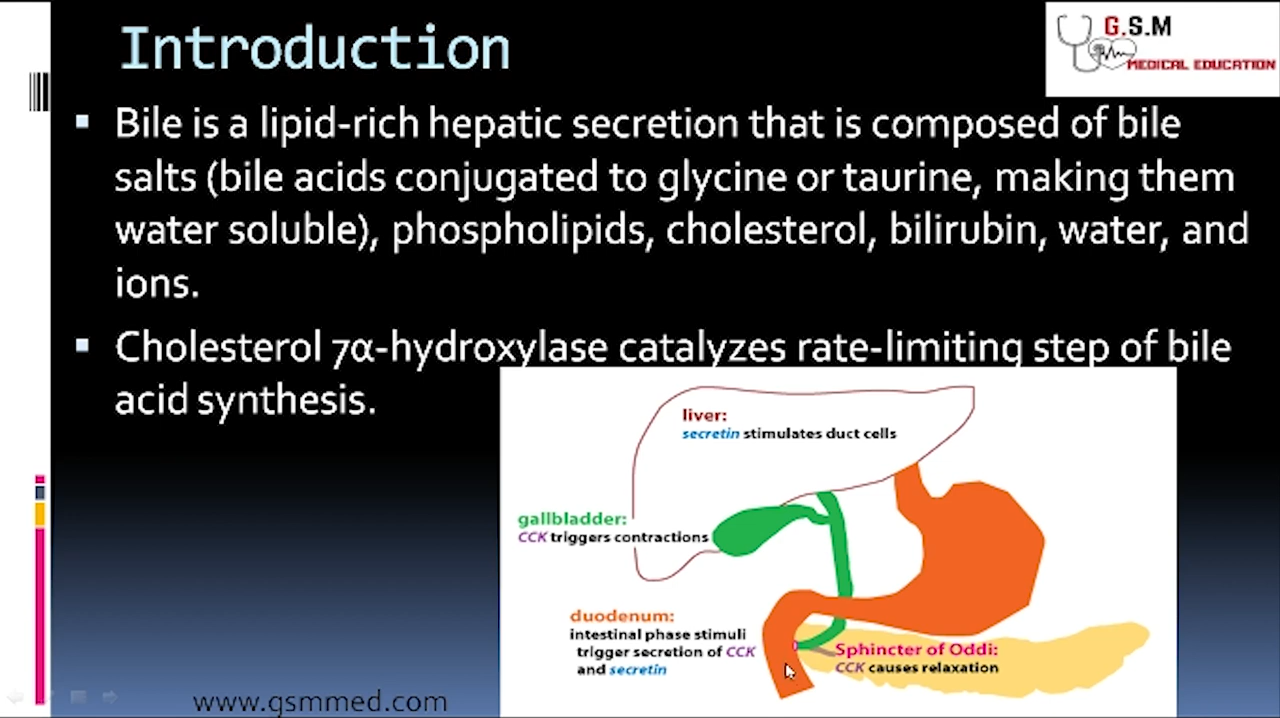 Introduction
G.S.M
MEDICAL EDUCATION
Bile is a lipid-rich hepatic secretion that is composed of bile
salts (bile acids conjugated to glycine or taurine, making them
water soluble), phospholipids, cholesterol, bilirubin, water, and
ions.
Cholesterol 7α-hydroxylase catalyzes rate-limiting step of bile
acid synthesis.
liver:
secretin stimulates duct cells
gallbladder:
CCK triggers contractions
duodenum:
intestinal phase stimuli
trigger secretion of CCK
and secretin
Sphincter of Oddi:
CCK causes relaxation
www.gsmmed.com